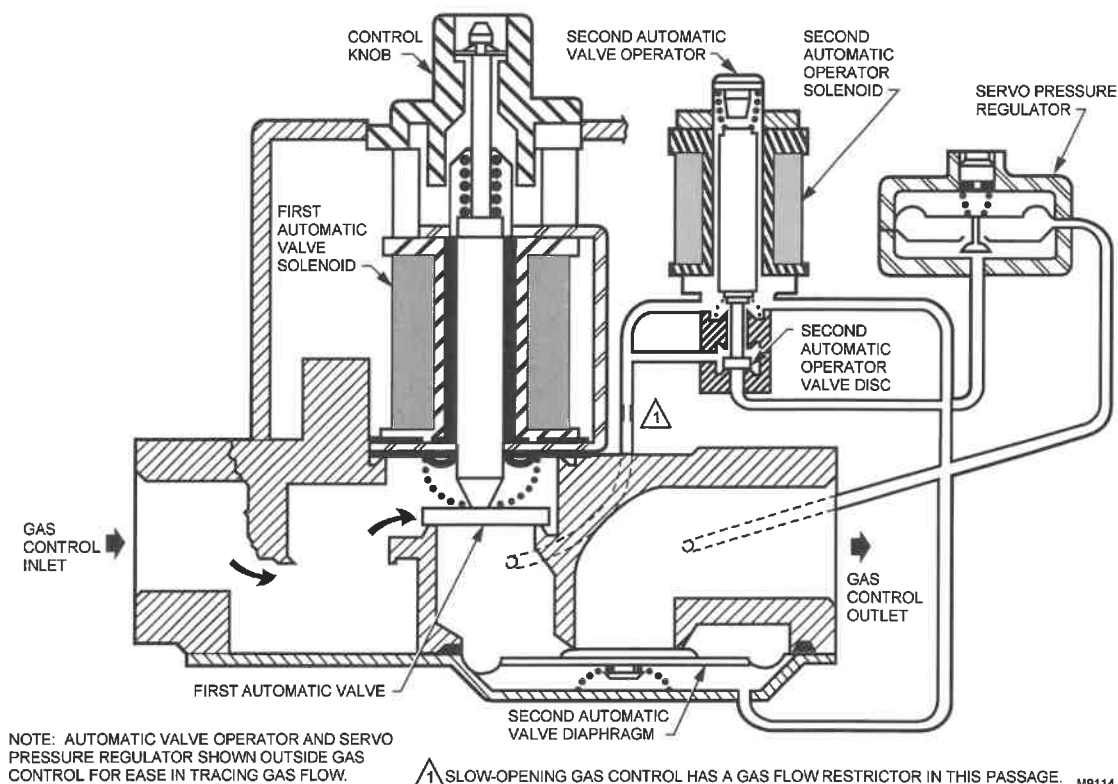 CONTROL
KNOB
SECOND AUTOMATIC
VALVE OPERATOR
SECOND
AUTOMATIC
OPERATOR
SOLENOID
SERVO PRESSURE
REGULATOR
FIRST
AUTOMATIC
VALVE
SOLENOID
SECOND
AUTOMATIC
OPERATOR
VALVE DISC
1
GAS
CONTROL
INLET
GAS
CONTROL
OUTLET
FIRST AUTOMATIC VALVE
SECOND AUTOMATIC
VALVE DIAPHRAGM
NOTE: AUTOMATIC VALVE OPERATOR AND SERVO
PRESSURE REGULATOR SHOWN OUTSIDE GAS
CONTROL FOR EASE IN TRACING GAS FLOW.
1 SLOW-OPENING GAS CONTROL HAS A GAS FLOW RESTRICTOR IN THIS PASSAGE.
M9114